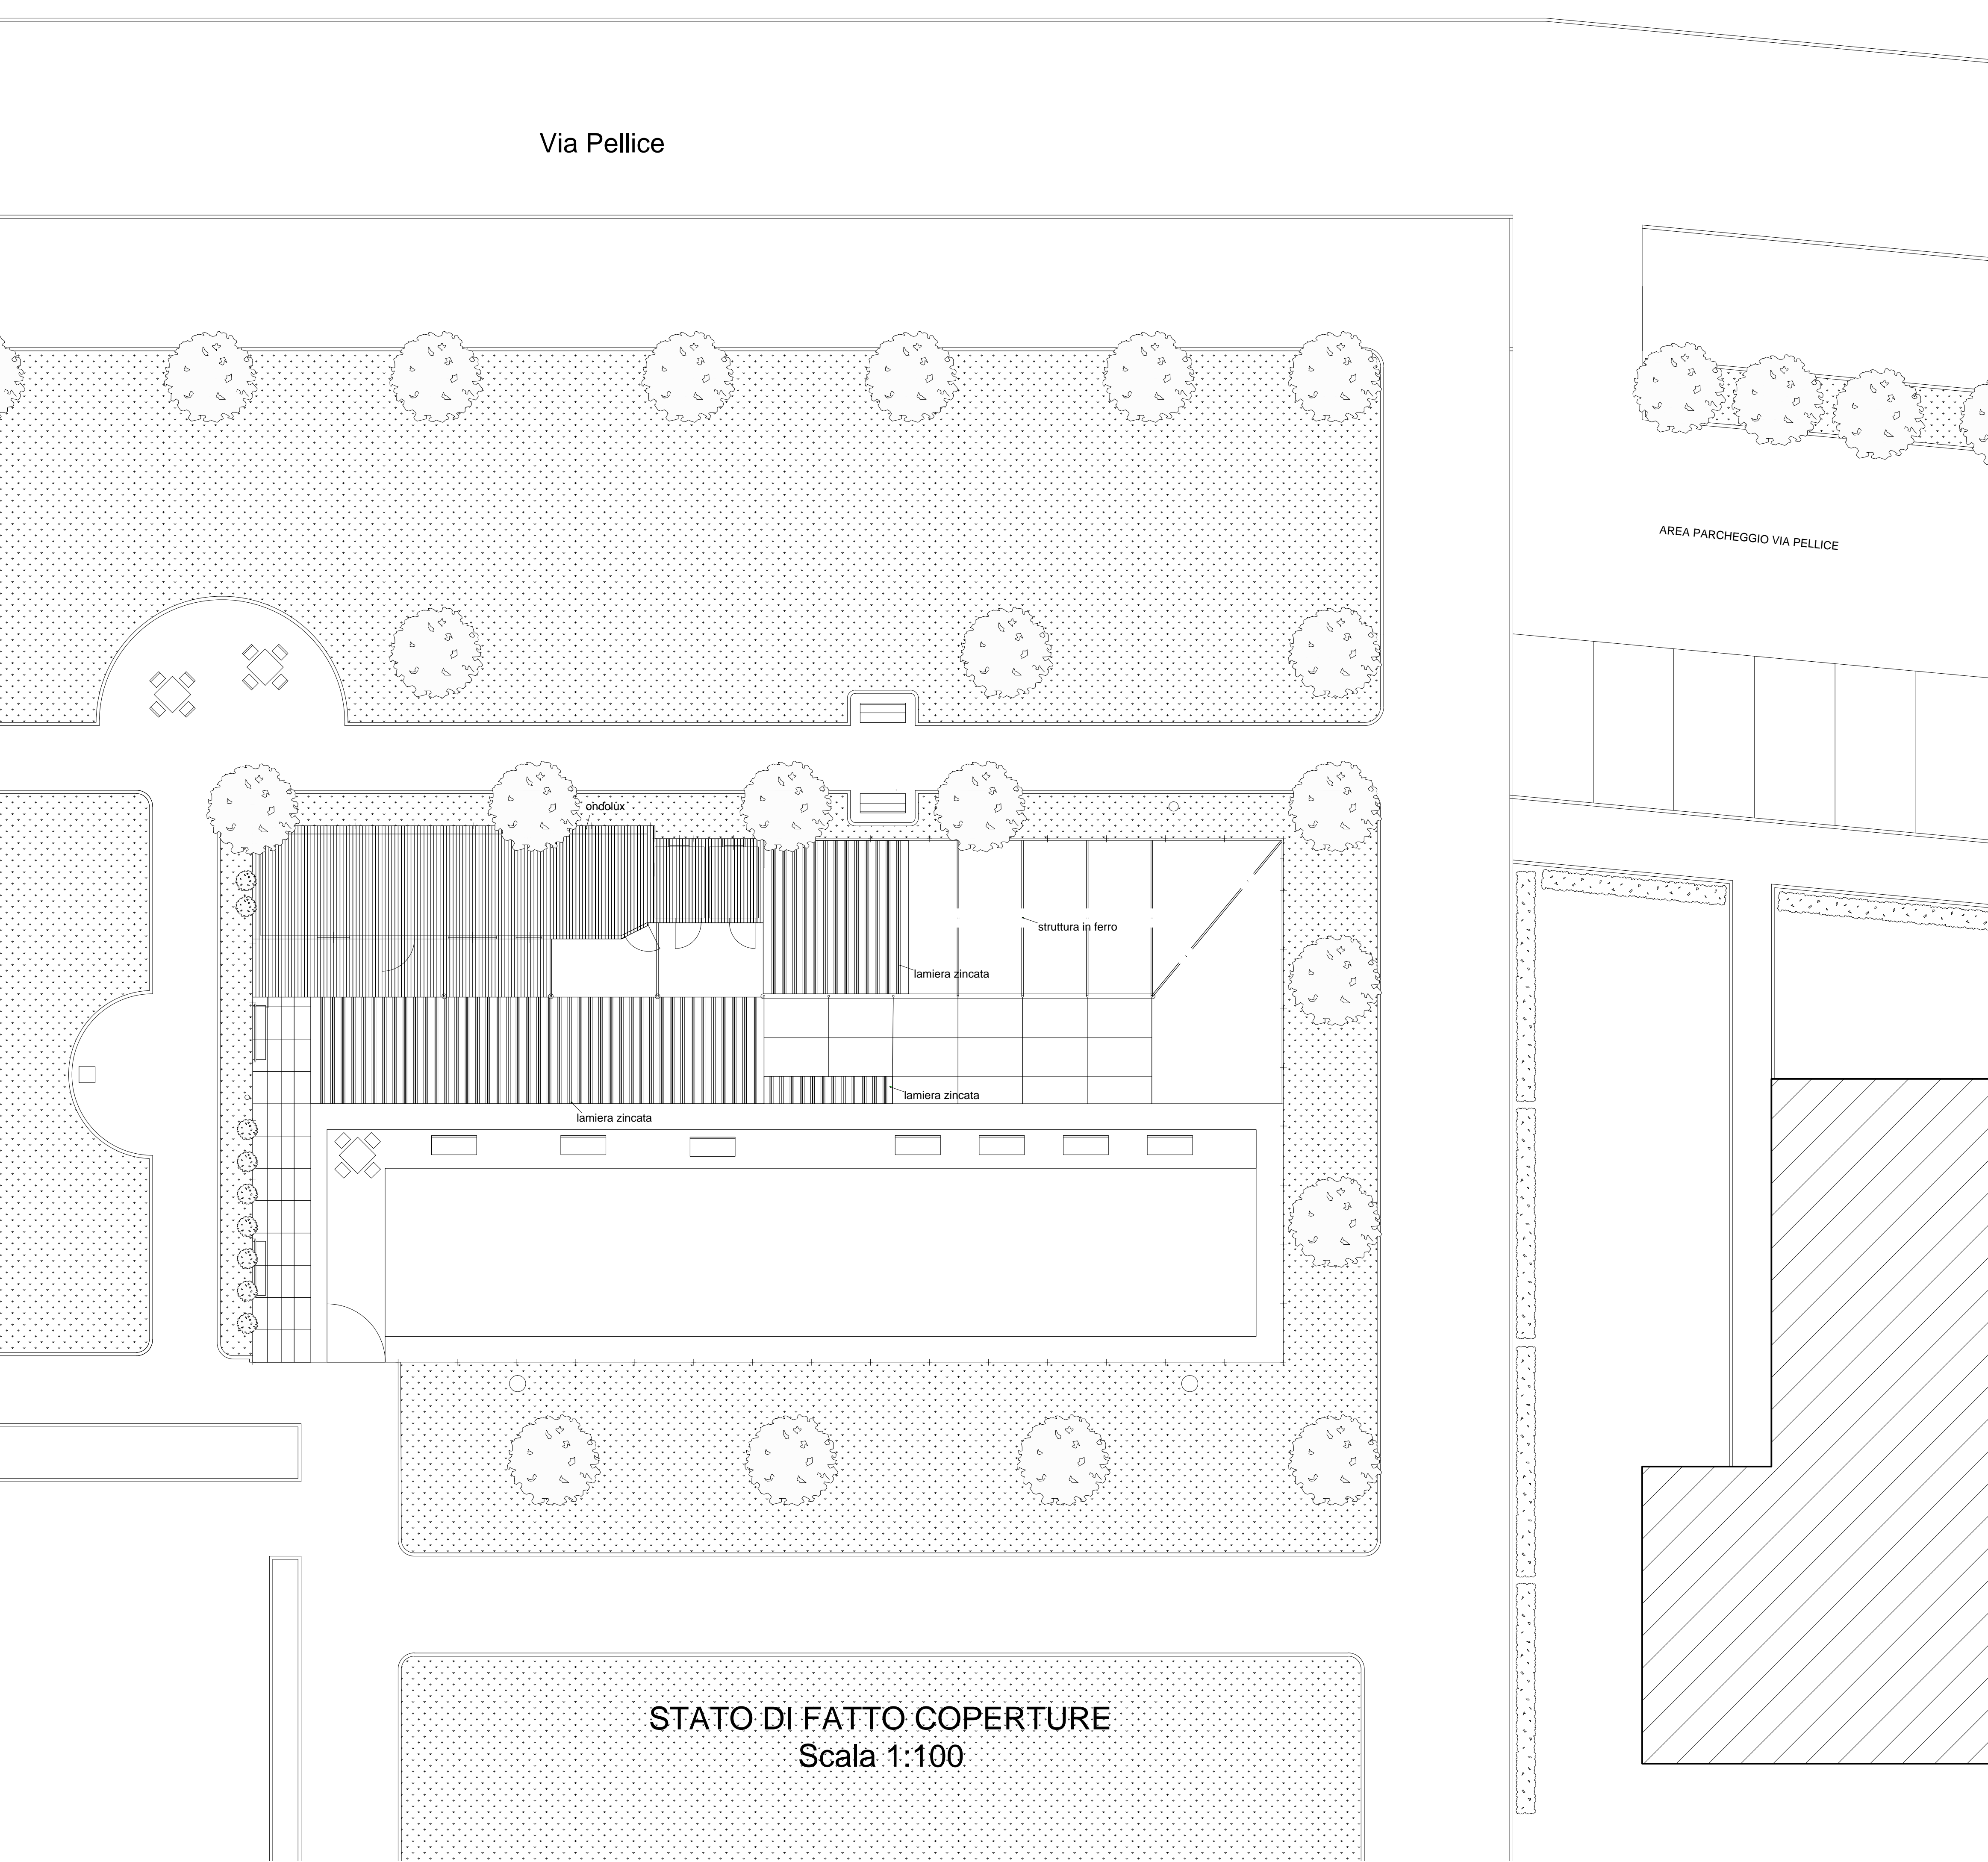 Via Pellice
AREA PARCHEGGIO VIA PELLICE
ondolux
struttura in ferro
lamiera zincata
lamiera zincata
lamiera zincata
STATO DI FATTO COPERTURE
Scala 1:100